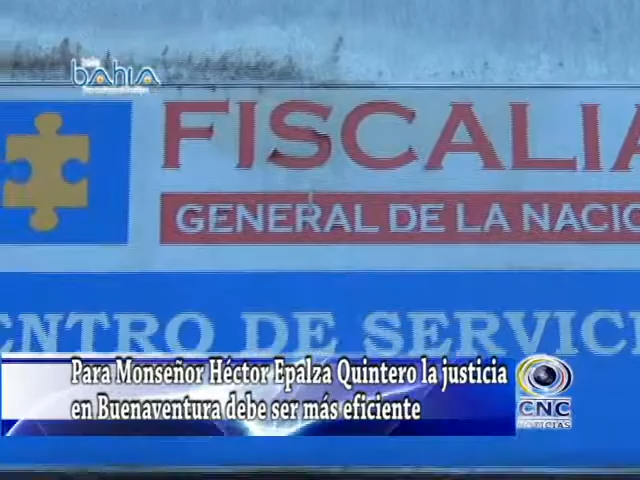 bahia
FISCALIA
GENERAL DE LA NACIO
ENTRO DE SERVICI
Para Monseñor Héctor Epalza Quintero la justicia
en Buenaventura debe ser más eficiente
CNC
NOTICIAS